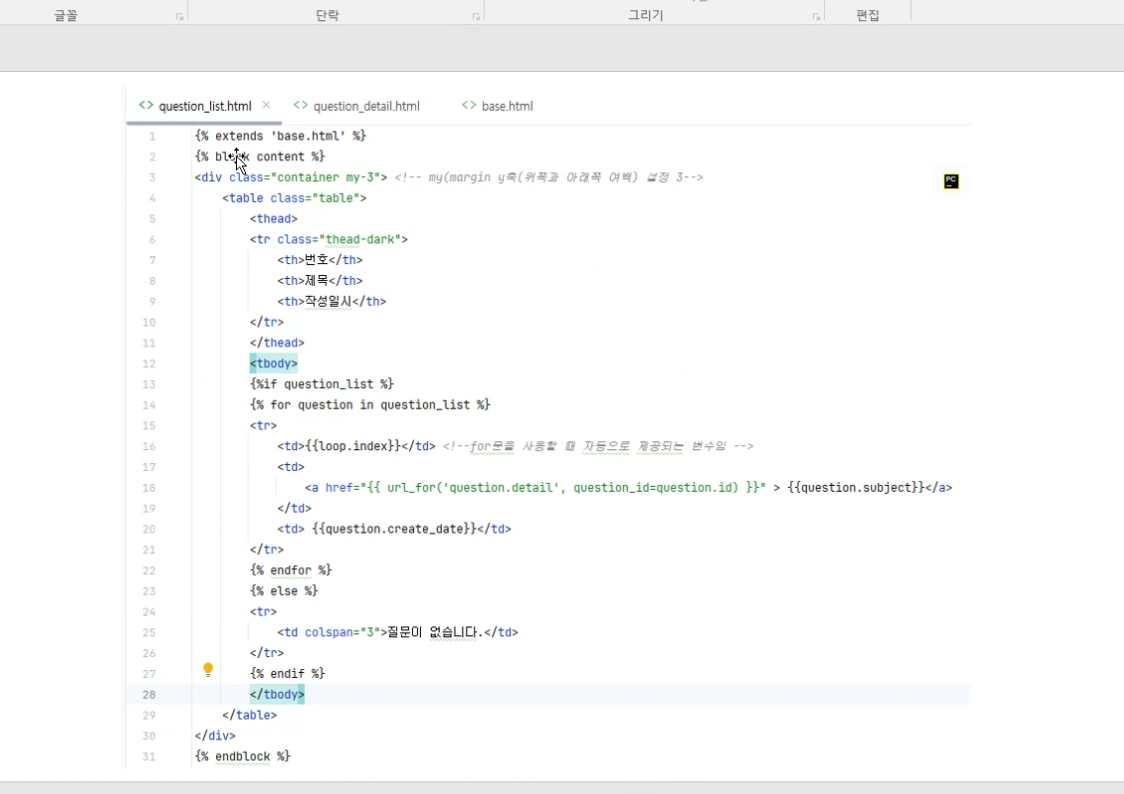 글꼴 단락 그리기 편집
question_list.html × question_detail.html base.html
PC
1 {% extends 'base.html' %}
2 {% block content %}
3 <div class="container my-3"> <!-- my(margin y축(위쪽과 아래쪽 여백) 설정 3-->
4 <table class="table">
5 <thead>
6 <tr class="thead-dark">
7 <th>번호</th>
8 <th>제목</th>
9 <th>작성일시</th>
10 </tr>
11 </thead>
12 <tbody>
13 {%if question_list %}
14 {% for question in question_list %}
15 <tr>
16 <td>{{loop.index}}</td> <!--for문을 사용할 때 자동으로 제공되는 변수임 -->
17 <td>
18 <a href="{{ url_for('question.detail', question_id=question.id) }}" > {{question.subject}}</a>
19 </td>
20 <td> {{question.create_date}}</td>
21 </tr>
22 {% endfor %}
23 {% else %}
24 <tr>
25 <td colspan="3">질문이 없습니다.</td>
26 </tr>
27 {% endif %}
28 </tbody>
29 </table>
30 </div>
31 {% endblock %}